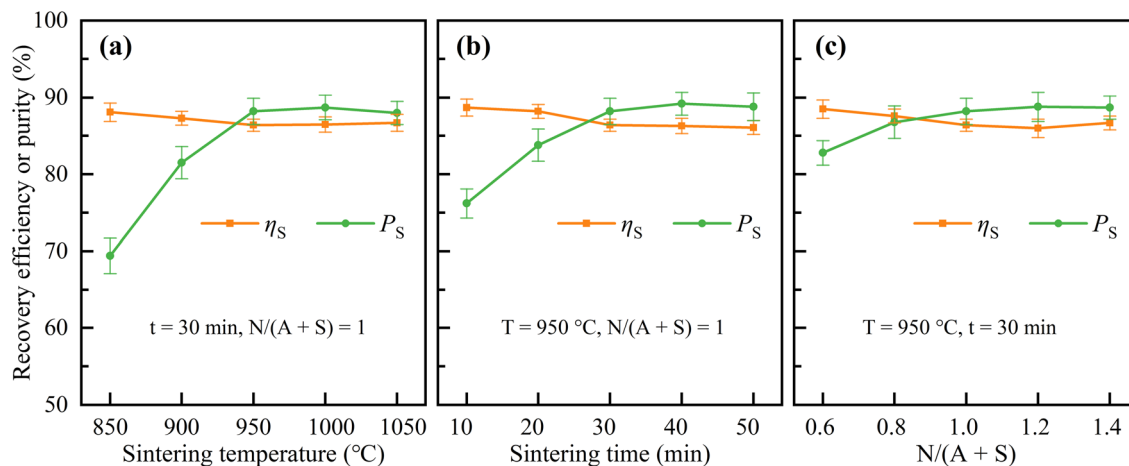 Recovery efficiency or purity (%)
100
90
80
70
60
50
(a)
ηS
PS
t = 30 min, N/(A + S) = 1
850 900 950 1000 1050
Sintering temperature (℃)
(b)
ηS
PS
T = 950 ℃, N/(A + S) = 1
10 20 30 40 50
Sintering time (min)
(c)
ηS
PS
T = 950 ℃, t = 30 min
0.6 0.8 1.0 1.2 1.4
N/(A + S)